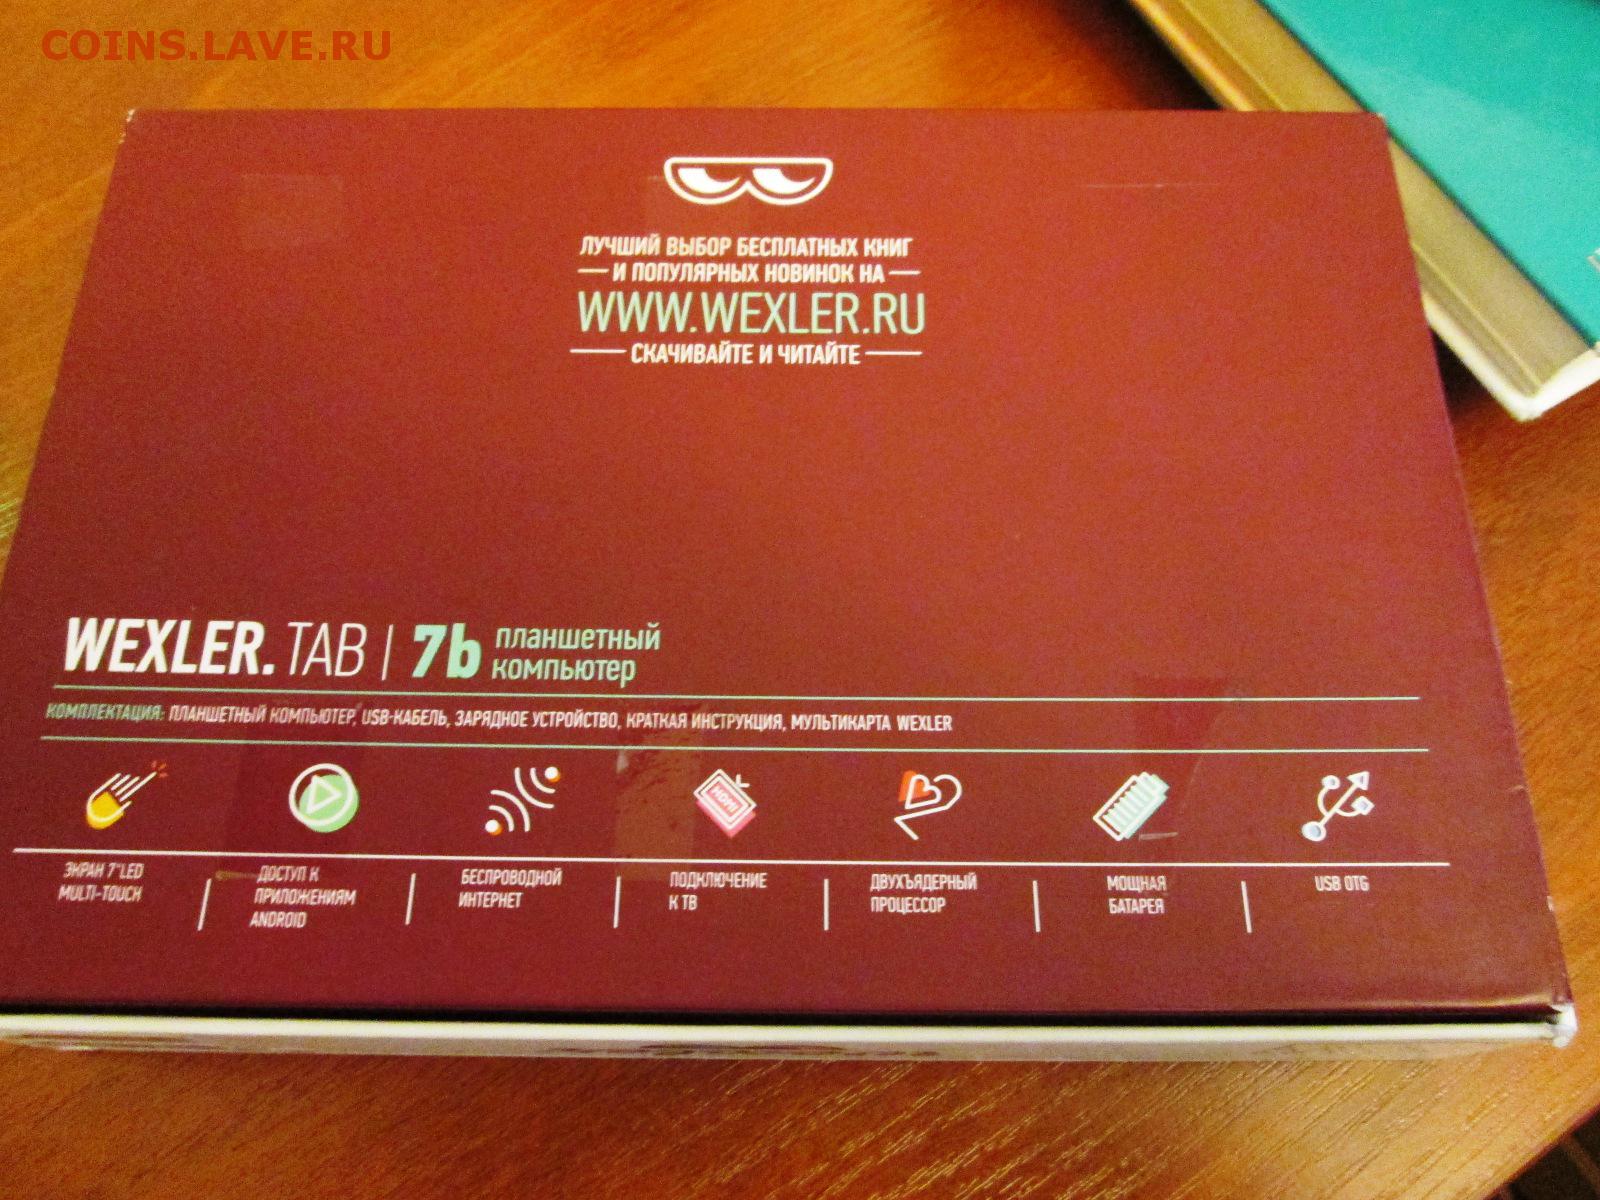 COINS.LAVE.RU
ЛУЧШИЙ ВЫБОР БЕСПЛАТНЫХ КНИГ
И ПОПУЛЯРНЫХ НОВИНОК НА
WWW.WEXLER.RU
СКАЧИВАЙТЕ И ЧИТАЙТЕ
WEXLER. TAB | 7b планшетный
компьютер
КОМПЛЕКТАЦИЯ: ПЛАНШЕТНЫЙ КОМПЬЮТЕР, USB-КАБЕЛЬ, ЗАРЯДНОЕ УСТРОЙСТВО, КРАТКАЯ ИНСТРУКЦИЯ, МУЛЬТИКАРТА WEXLER
HDMI
ЭКРАН 7"LED
MULTI-TOUCH
ДОСТУП К
ПРИЛОЖЕНИЯМ
ANDROID
БЕСПРОВОДНОЙ
ИНТЕРНЕТ
ПОДКЛЮЧЕНИЕ
К ТВ
ДВУХЪЯДЕРНЫЙ
ПРОЦЕССОР
МОЩНАЯ
БАТАРЕЯ
USB OTG